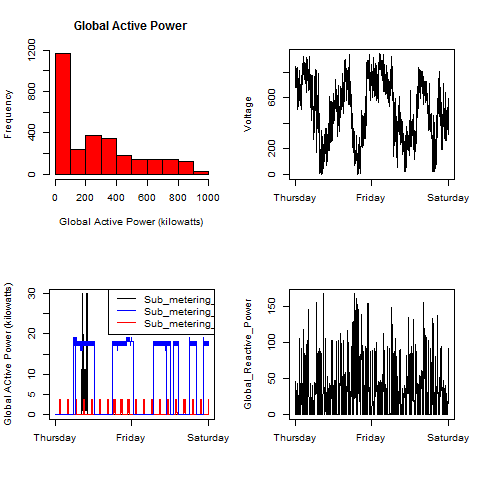 Global Active Power
Frequency
0 400 800 1200
0 200 400 600 800 1000
Global Active Power (kilowatts)
Voltage
0 200 600
Thursday Friday Saturday
Global ACtive Power (kilowatts)
0 5 10 20 30
Sub_metering_
Sub_metering_
Sub_metering_
Thursday Friday Saturday
Global_Reactive_Power
0 50 100 150
Thursday Friday Saturday